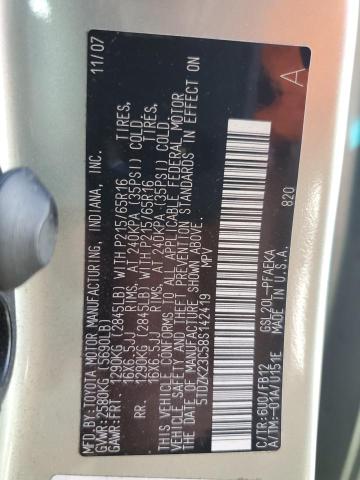 MFD. BY: TOYOTA MOTOR MANUFACTURING, INDIANA, INC. 11/07
GVWR: 2580KG (5690LB)
GAWR: FRT. 1290KG (2845LB) WITH P215/65R16 TIRES,
16X6.5JJ RIMS, AT 240KPA (35PSI) COLD.
RR. 1290KG (2845LB) WITH P215/65R16 TIRES,
16X6.5JJ RIMS, AT 240KPA (35PSI) COLD.
THIS VEHICLE CONFORMS TO ALL APPLICABLE FEDERAL MOTOR
VEHICLE SAFETY AND THEFT PREVENTION STANDARDS IN EFFECT ON
THE DATE OF MANUFACTURE SHOWN ABOVE.
5TDZK23C58S142419 MPV A
820
C/TR: 6U0/FB12 GSL20L-PFAEKA
A/TM: -01A/U151E MADE IN U.S.A.